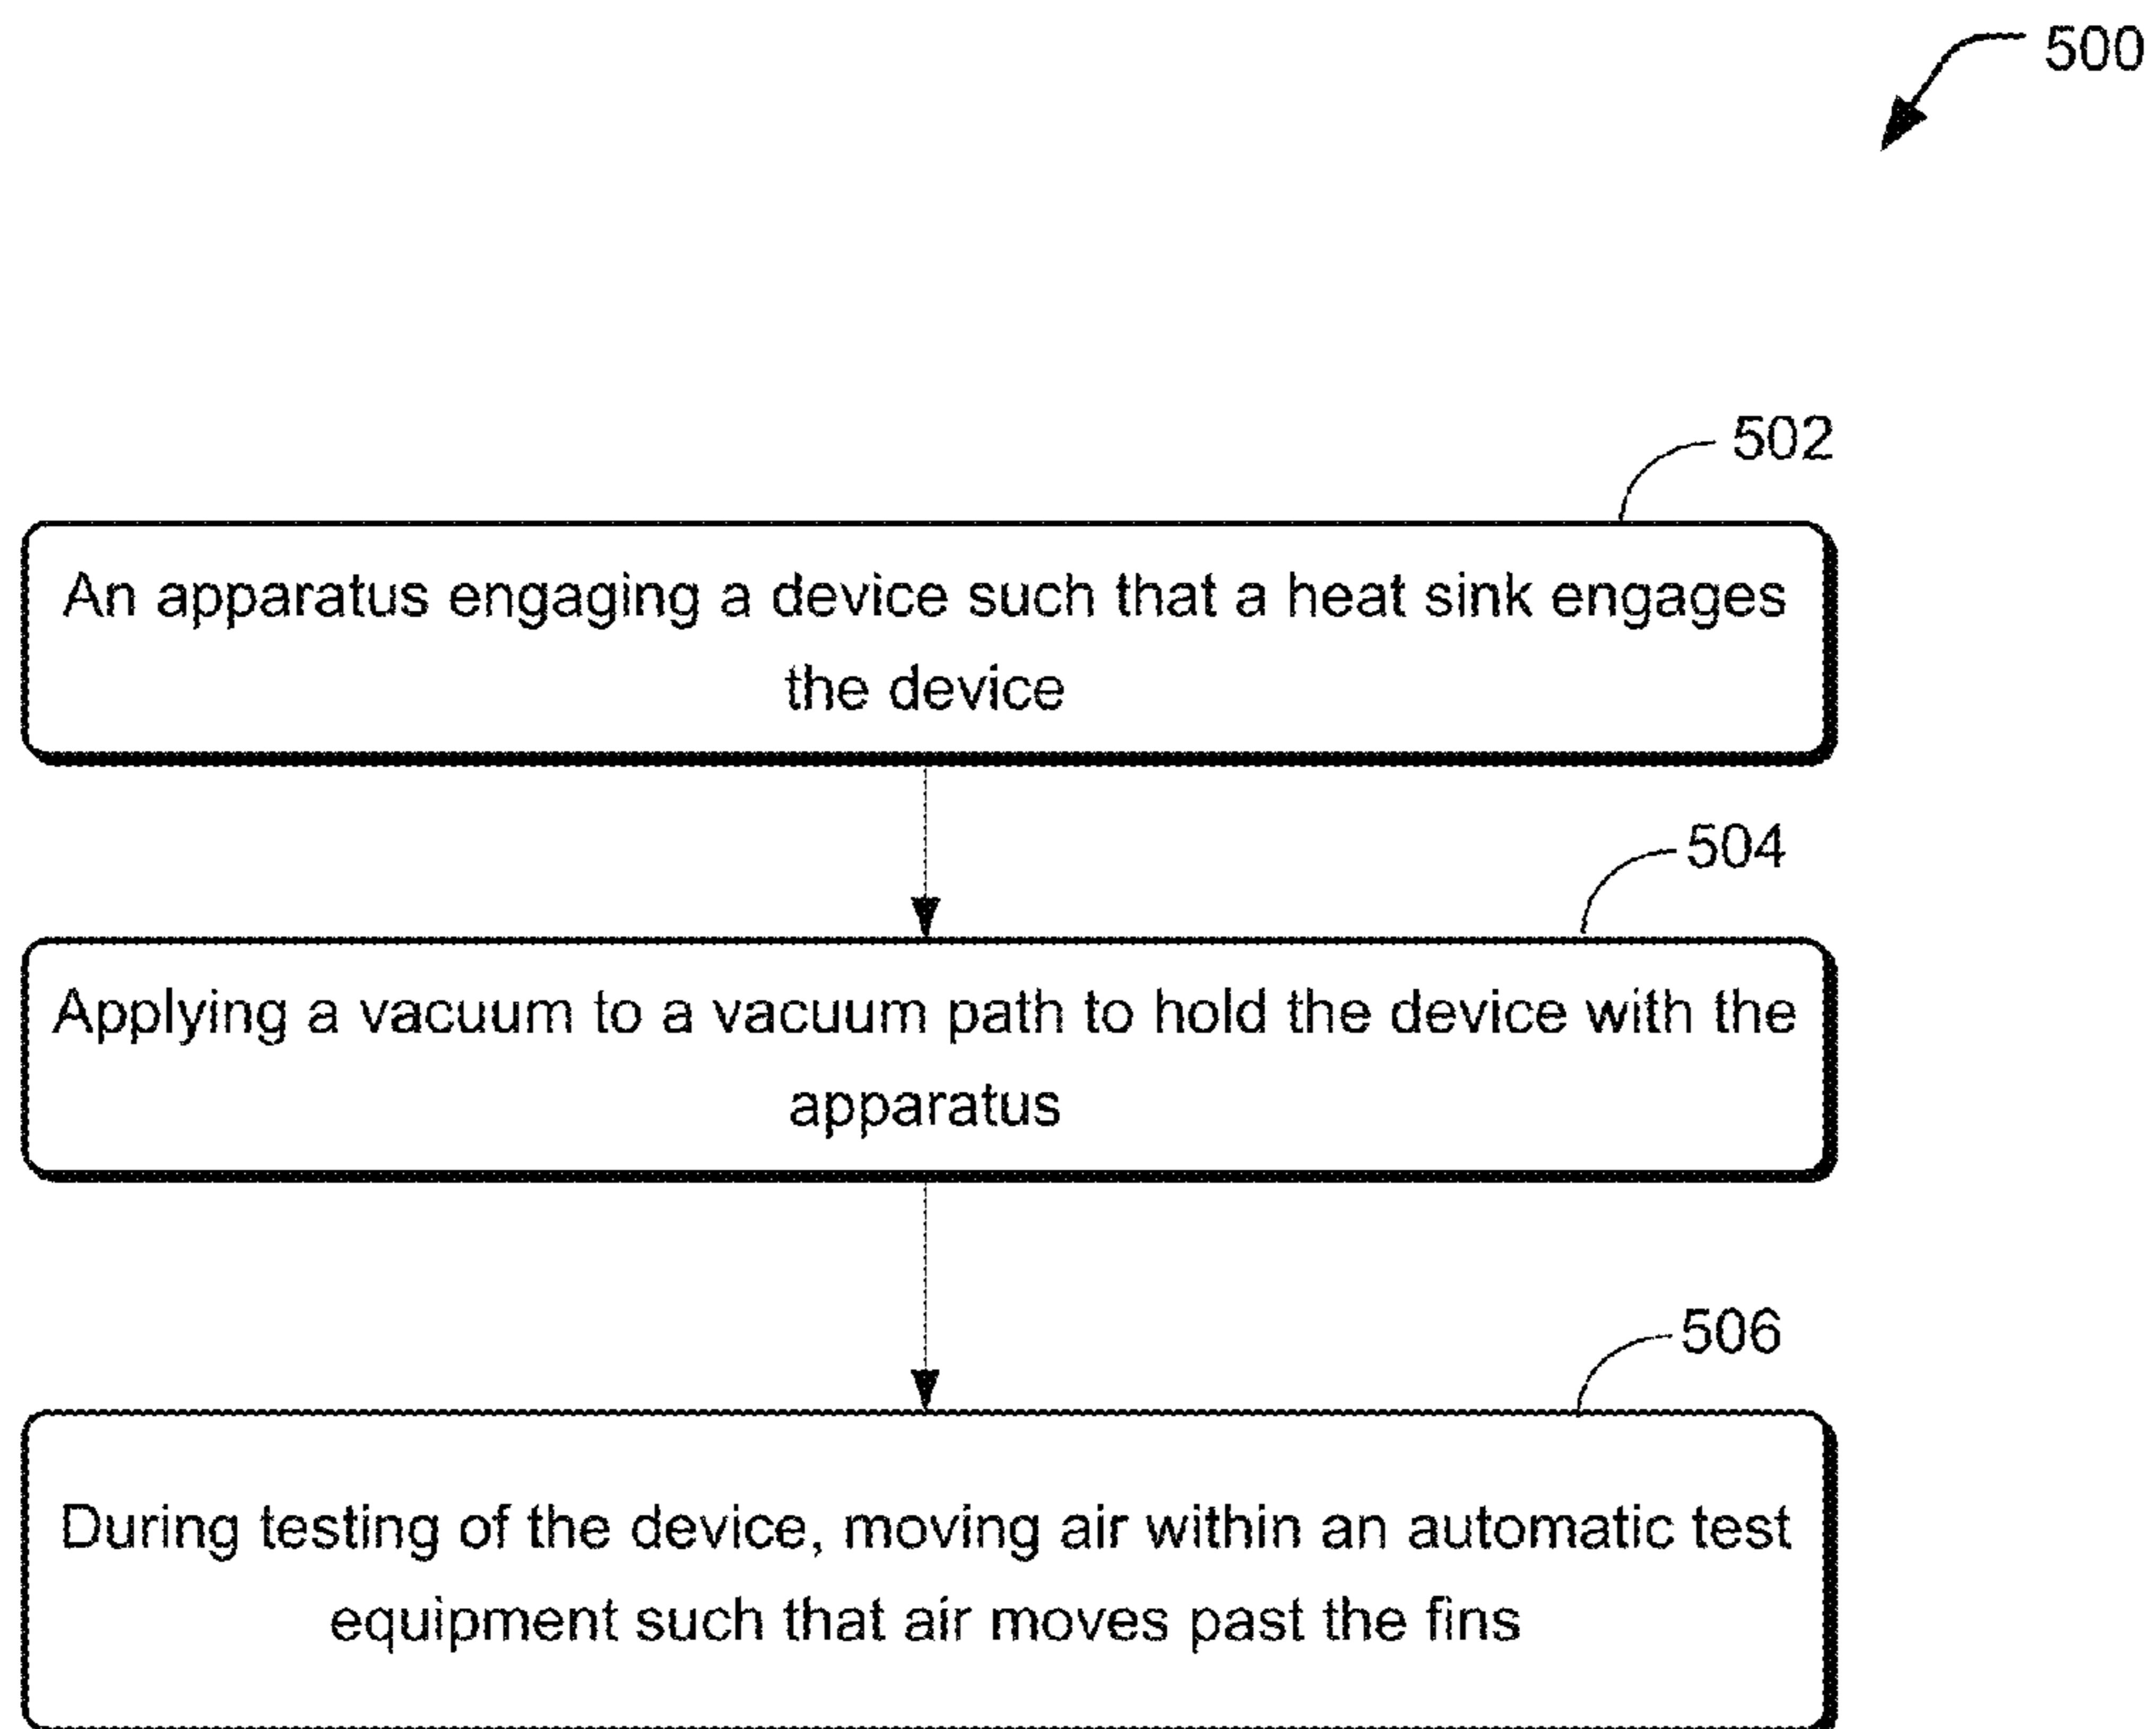 500
502
An apparatus engaging a device such that a heat sink engages
the device
504
Applying a vacuum to a vacuum path to hold the device with the
apparatus
506
During testing of the device, moving air within an automatic test
equipment such that air moves past the fins